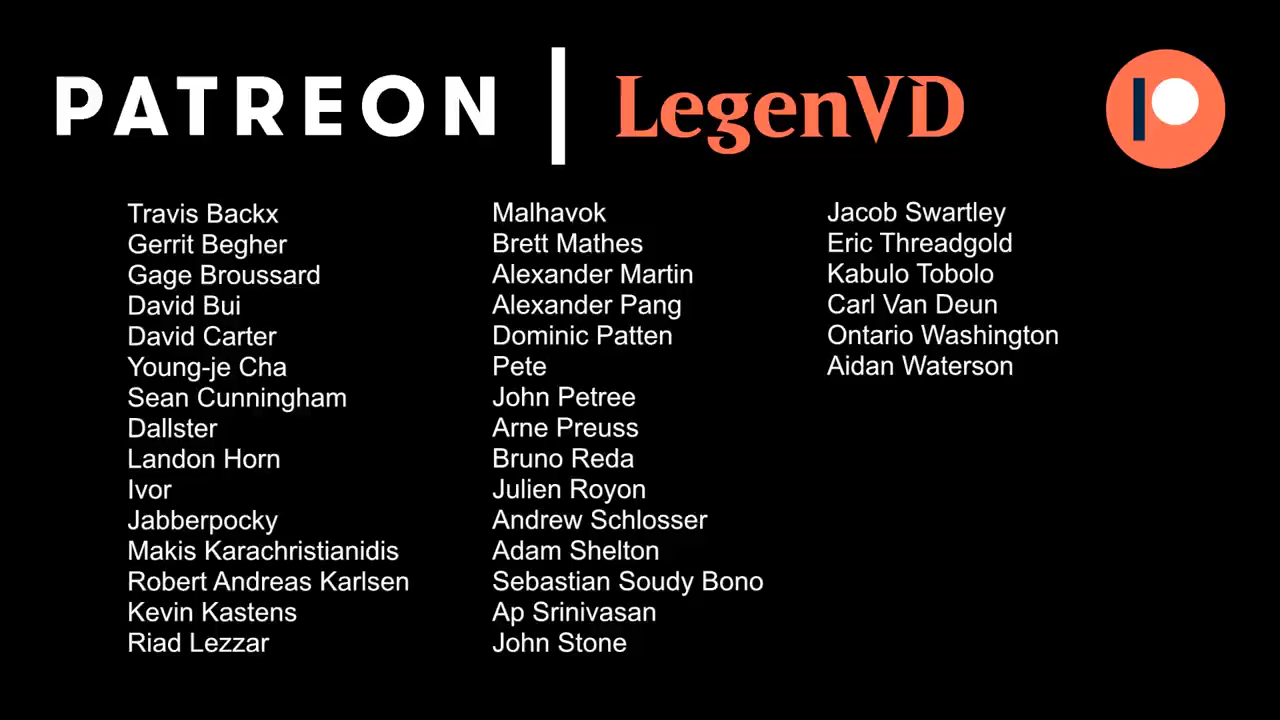 PATREON | LegenVD
Travis Backx
Gerrit Begher
Gage Broussard
David Bui
David Carter
Young-je Cha
Sean Cunningham
Dallster
Landon Horn
Ivor
Jabberpocky
Makis Karachristianidis
Robert Andreas Karlsen
Kevin Kastens
Riad Lezzar
Malhavok
Brett Mathes
Alexander Martin
Alexander Pang
Dominic Patten
Pete
John Petree
Arne Preuss
Bruno Reda
Julien Royon
Andrew Schlosser
Adam Shelton
Sebastian Soudy Bono
Ap Srinivasan
John Stone
Jacob Swartley
Eric Threadgold
Kabulo Tobolo
Carl Van Deun
Ontario Washington
Aidan Waterson